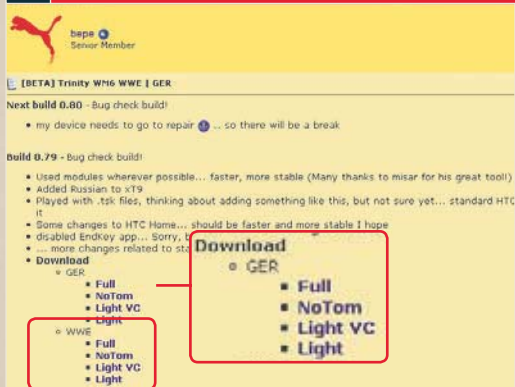 bepe
Senior Member
[BETA] Trinity WM6 WWE | GER
Next build 0.80 - Bug check build!
• my device needs to go to repair .. so there will be a break
Build 0.79 - Bug check build!
• Used modules wherever possible... faster, more stable (Many thanks to misar for his great tool!)
• Added Russian to xT9
• Played with .tsk files, thinking about adding something like this, but not sure yet... standard HTC
it
• Some changes to HTC Home... should be faster and more stable I hope
• disabled EndKey app... Sorry, b
• ... more changes related to sta
• Download
GER
Full
NoTom
Light VC
Light
WWE
Full
NoTom
Light VC
Light
Download
GER
Full
NoTom
Light VC
Light